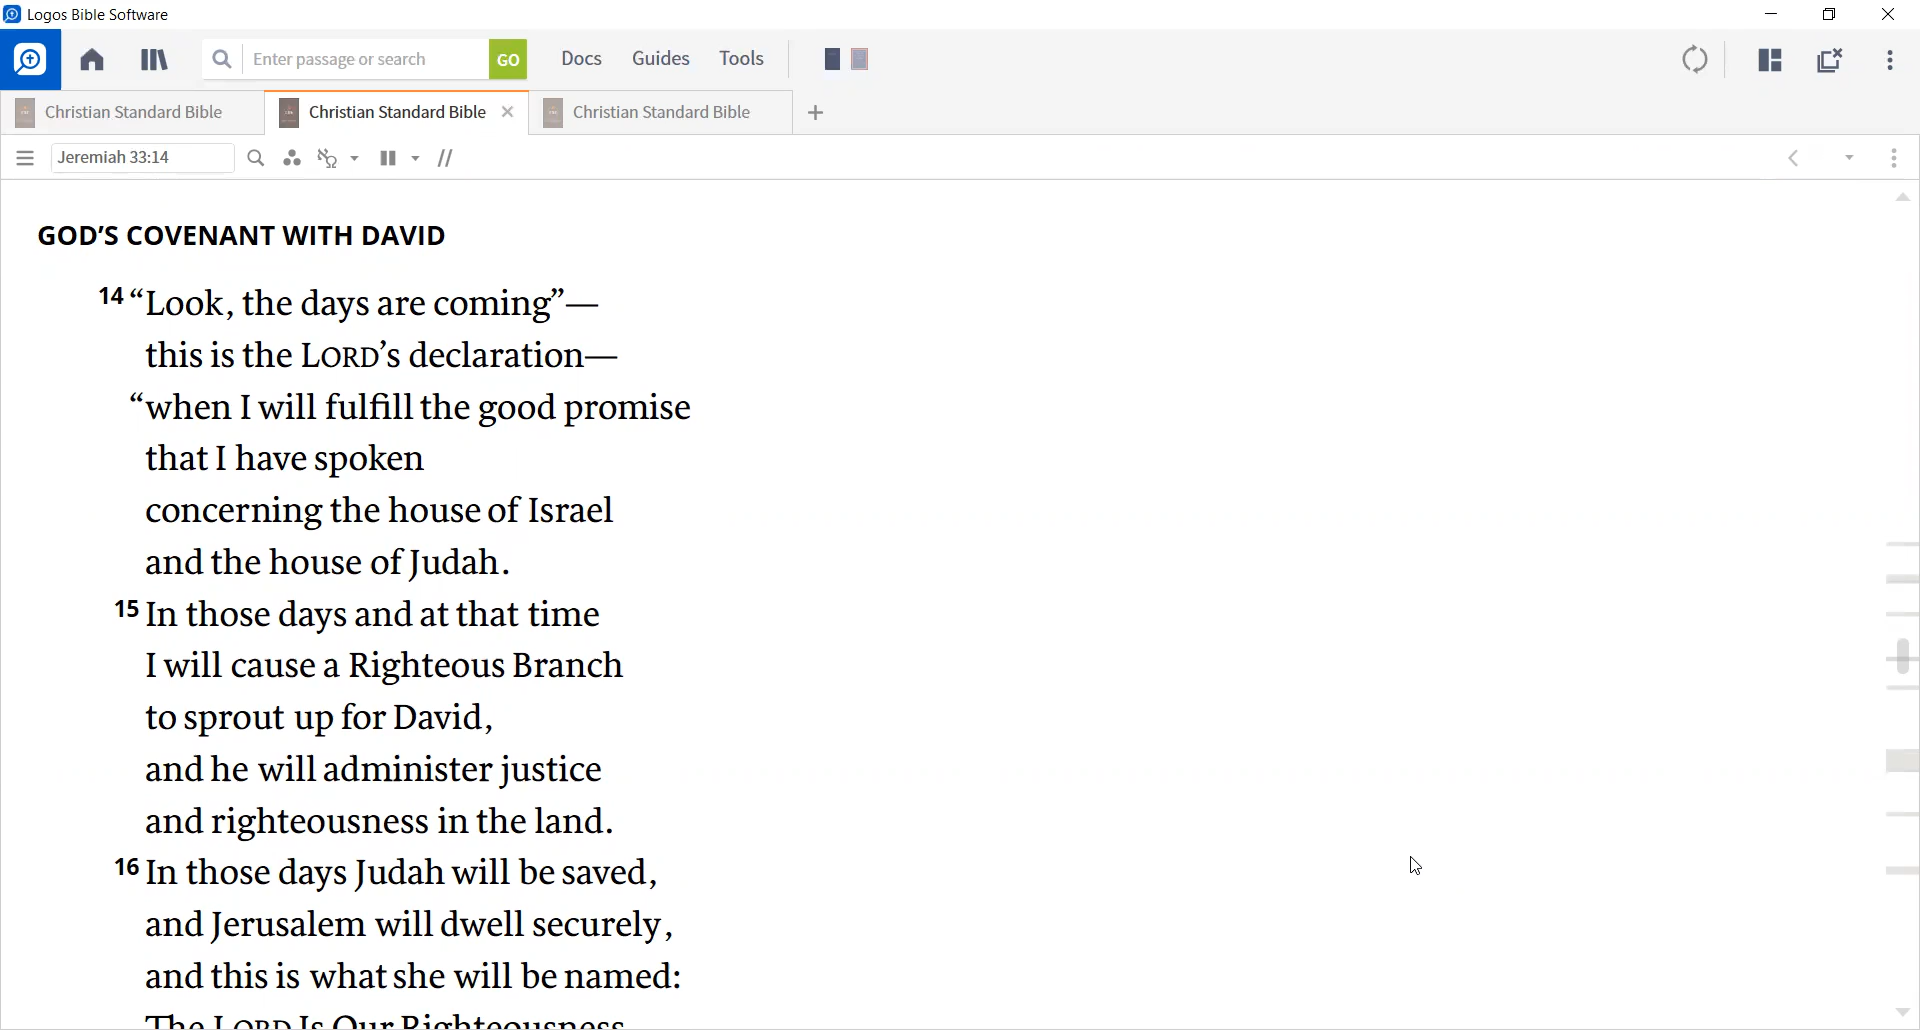 Logos Bible Software
Enter passage or search
GO
Docs
Guides
Tools
Christian Standard Bible
Christian Standard Bible
Christian Standard Bible
Jeremiah 33:14
GOD’S COVENANT WITH DAVID
14 “Look, the days are coming”—
this is the LORD’s declaration—
“when I will fulfill the good promise
that I have spoken
concerning the house of Israel
and the house of Judah.
15 In those days and at that time
I will cause a Righteous Branch
to sprout up for David,
and he will administer justice
and righteousness in the land.
16 In those days Judah will be saved,
and Jerusalem will dwell securely,
and this is what she will be named:
The LORD Is Our Righteousness